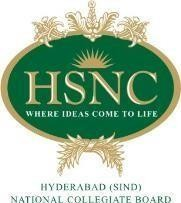 HSNC
WHERE IDEAS COME TO LIFE
HYDERABAD (SIND)
NATIONAL COLLEGIATE BOARD